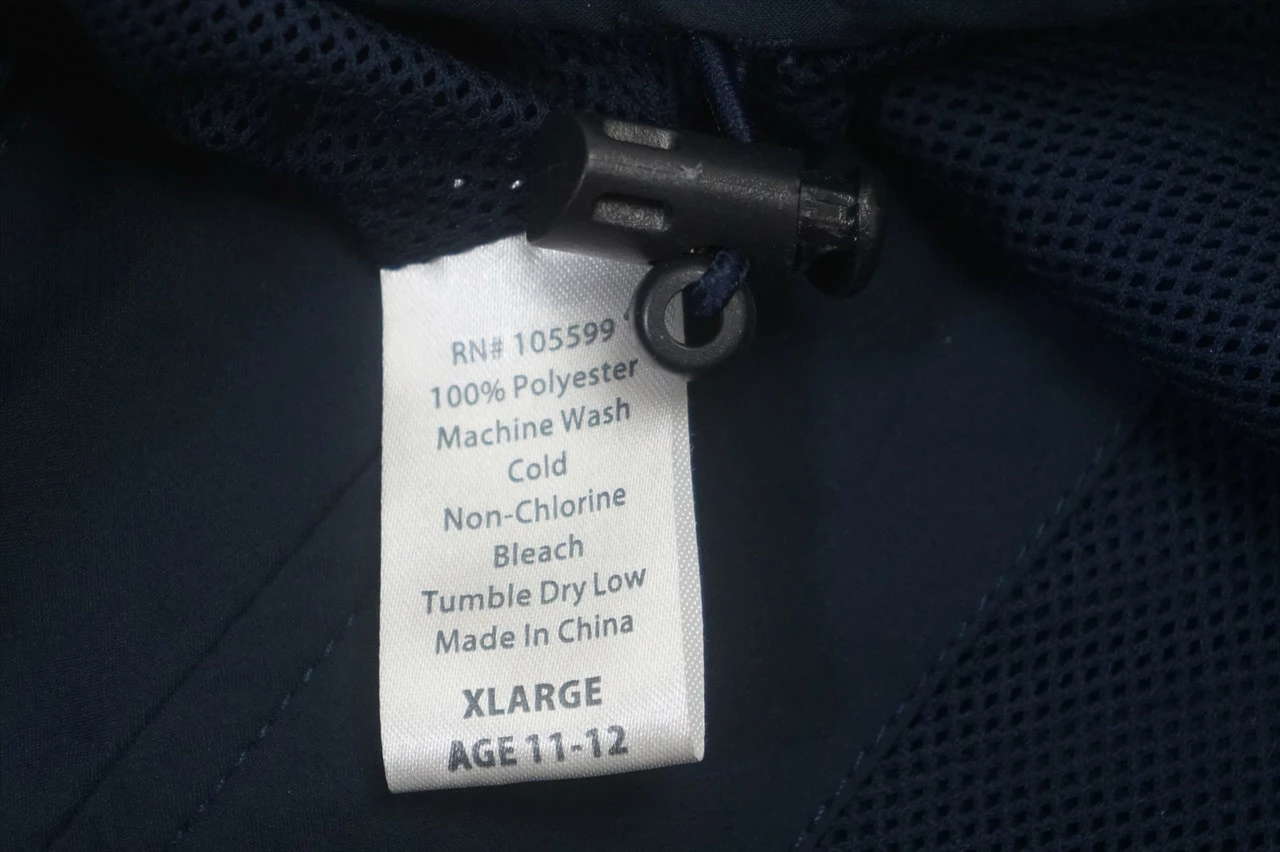 RN# 105599
100% Polyester
Machine Wash
Cold
Non-Chlorine
Bleach
Tumble Dry Low
Made In China
XLARGE
AGE 11-12